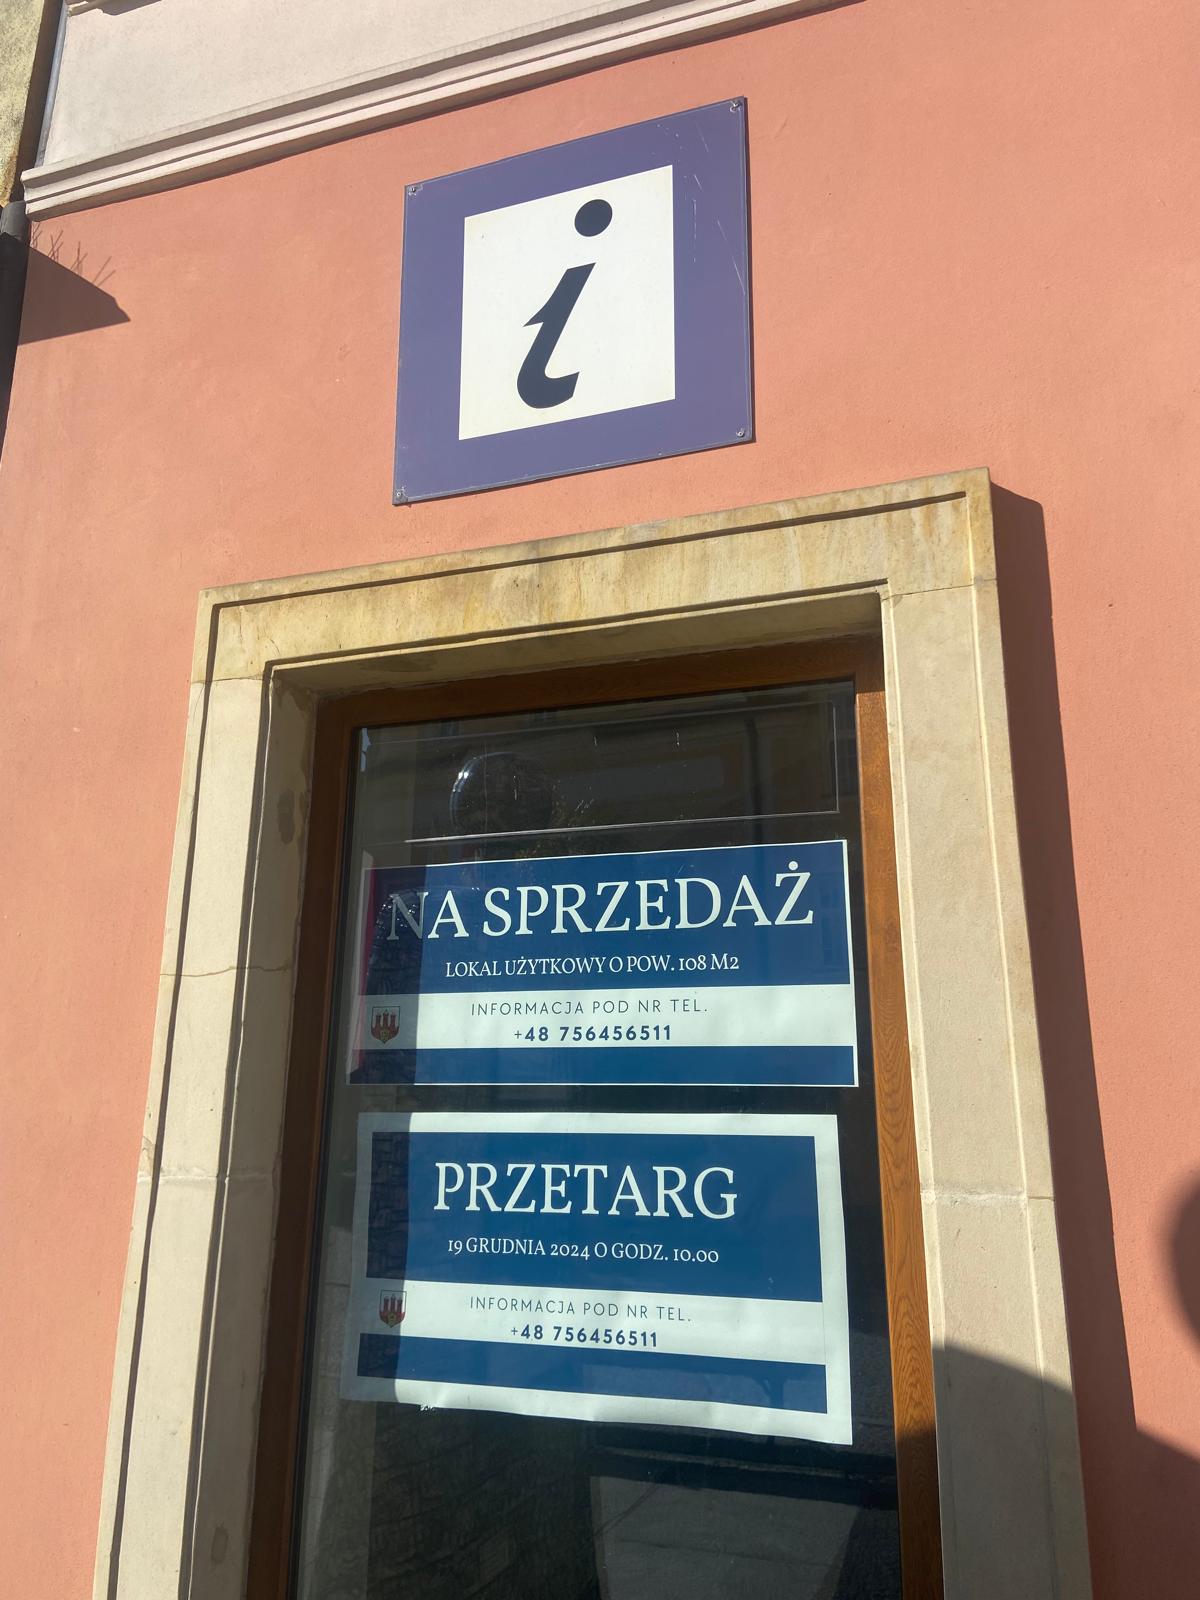 i
NA SPRZEDAŻ
LOKAL UŻYTKOWY O POW. 108 M2
INFORMACJA POD NR TEL.
+48 756456511
PRZETARG
19 GRUDNIA 2024 O GODZ. 10.00
INFORMACJA POD NR TEL.
+48 756456511